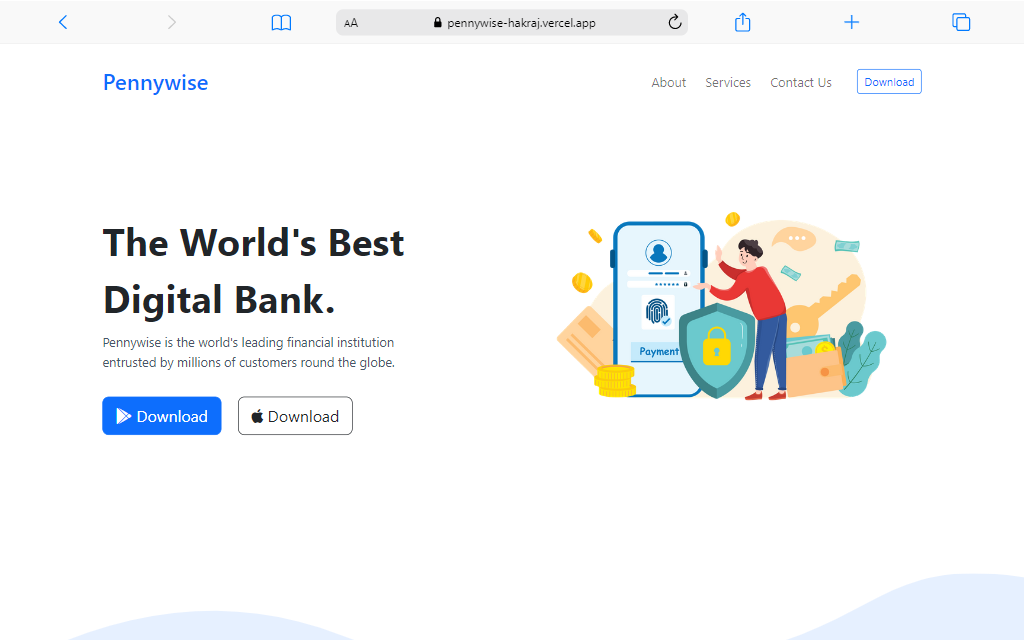 AA
pennywise-hakraj.vercel.app
Pennywise
About
Services
Contact Us
Download
The World's Best
Digital Bank.
Pennywise is the world's leading financial institution
entrusted by millions of customers round the globe.
Download
Download
Payment